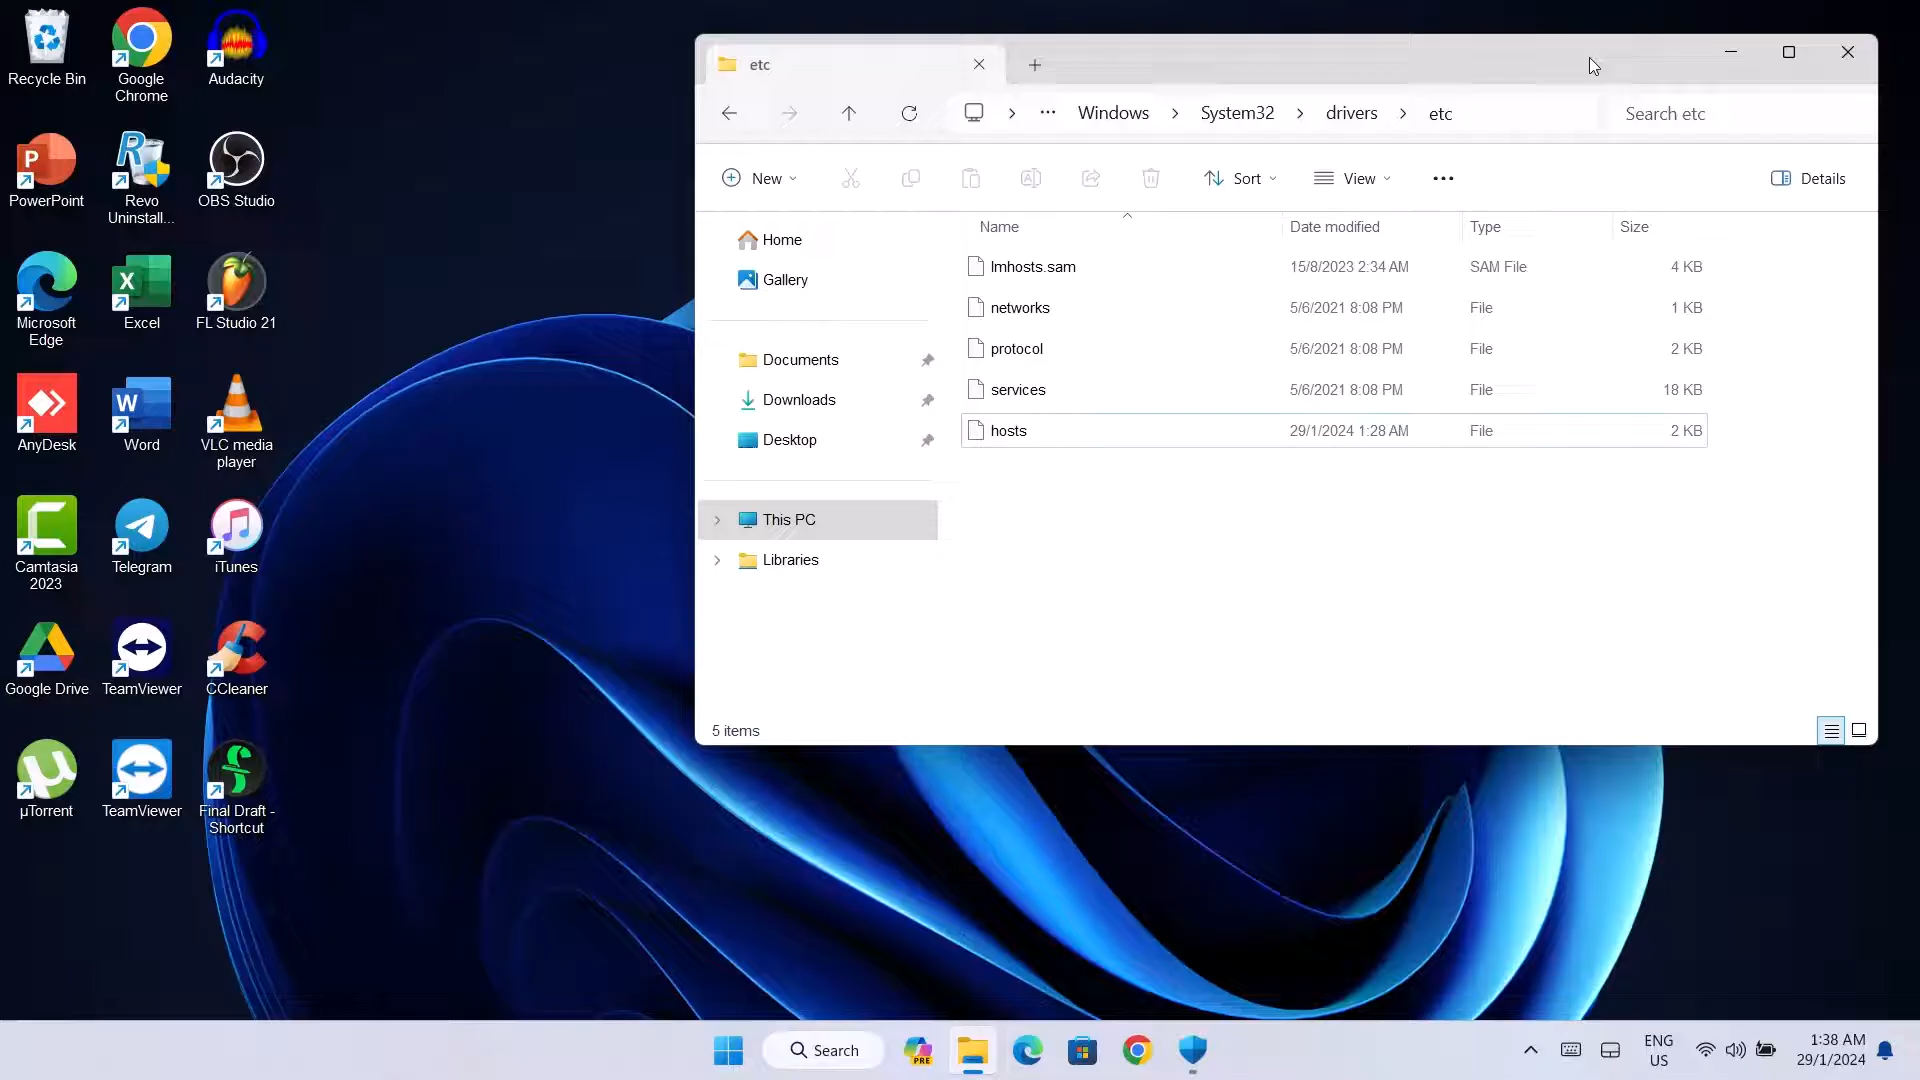 Recycle Bin
Google
Chrome
Audacity
PowerPoint
Revo
Uninstall...
OBS Studio
Microsoft
Edge
Excel
FL Studio 21
AnyDesk
Word
VLC media
player
Camtasia
2023
Telegram
iTunes
Google Drive
TeamViewer
CCleaner
µTorrent
TeamViewer
Final Draft -
Shortcut
etc
Windows
System32
drivers
etc
Search etc
New
Sort
View
Details
Home
Gallery
Documents
Downloads
Desktop
This PC
Libraries
Name Date modified Type Size
lmhosts.sam 15/8/2023 2:34 AM SAM File 4 KB
networks 5/6/2021 8:08 PM File 1 KB
protocol 5/6/2021 8:08 PM File 2 KB
services 5/6/2021 8:08 PM File 18 KB
hosts 29/1/2024 1:28 AM File 2 KB
5 items
Search
PRE
ENG
US
1:38 AM
29/1/2024